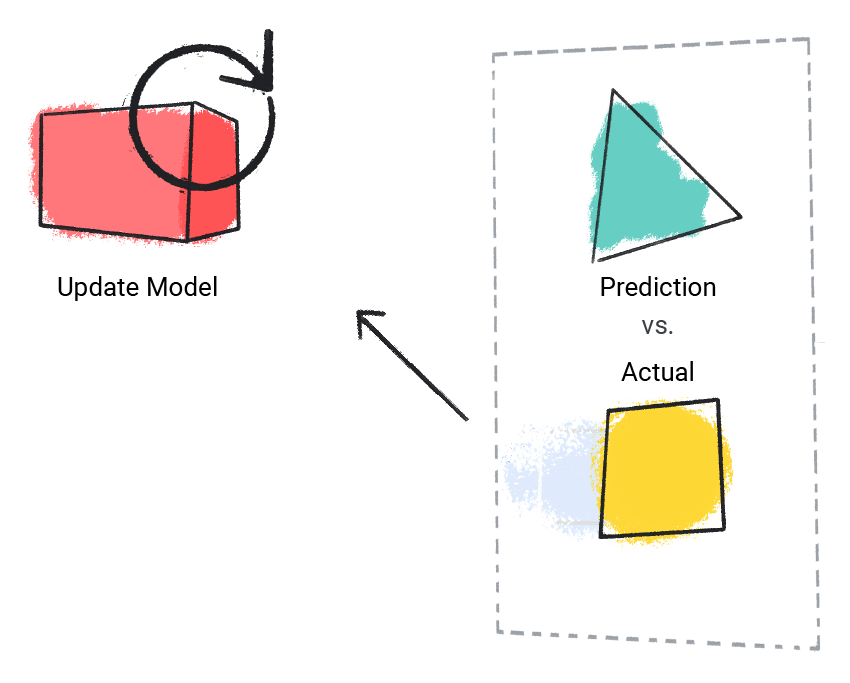 Update Model
Prediction
vs.
Actual